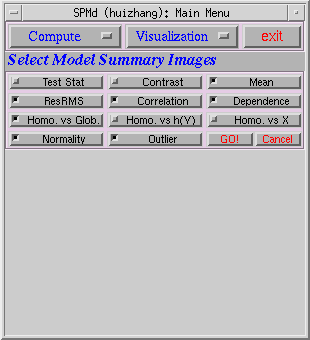 SPMd (huizhang): Main Menu
Compute Visualization exit
Select Model Summary Images
Test Stat Contrast Mean
ResRMS Correlation Dependence
Homo. vs Glob. Homo. vs h(Y) Homo. vs X
Normality Outlier GO! Cancel